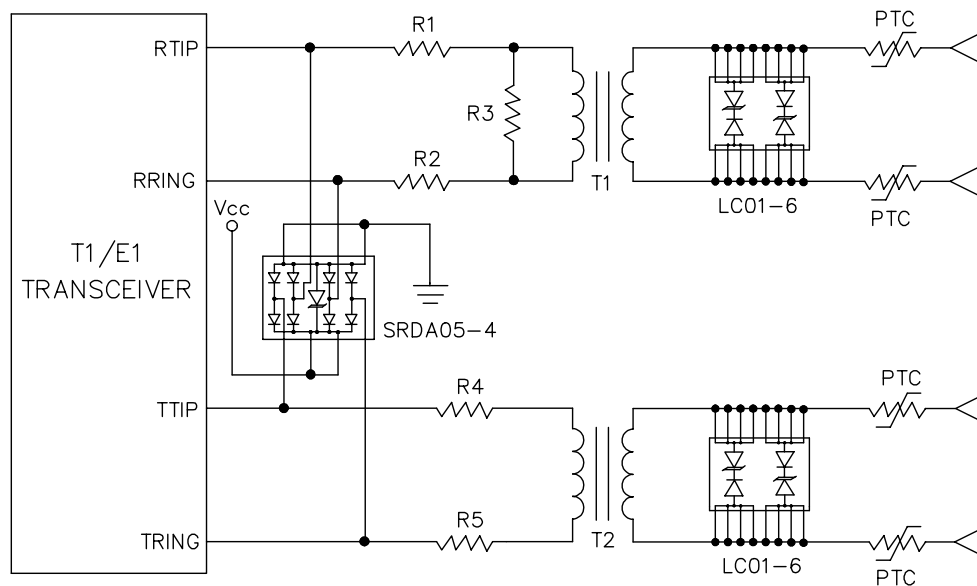 R1
PTC
RTIP
R3
R2
RRING
T1
LC01-6
PTC
Vcc
T1/E1
TRANSCEIVER
SRDA05-4
R4
PTC
TTIP
R5
TRING
T2
LC01-6
PTC